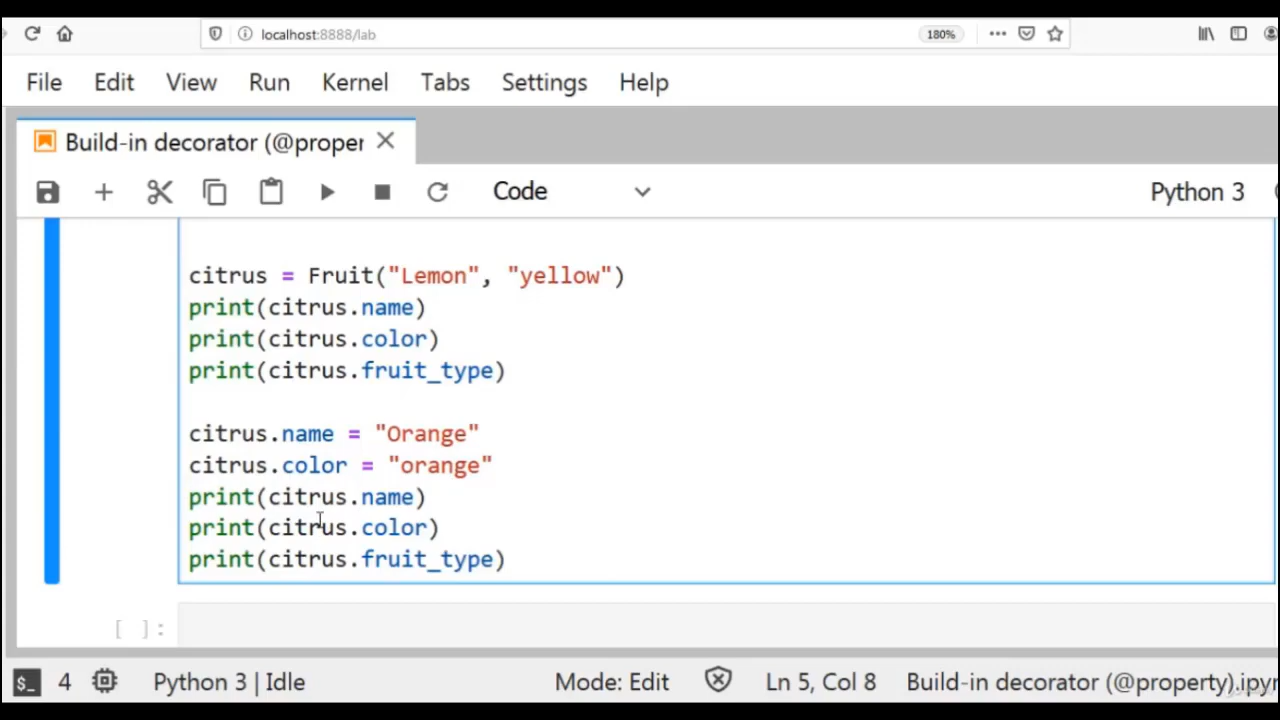 localhost:8888/lab
180%
File Edit View Run Kernel Tabs Settings Help
Build-in decorator (@proper
Code
Python 3
citrus = Fruit("Lemon", "yellow")
print(citrus.name)
print(citrus.color)
print(citrus.fruit_type)
citrus.name = "Orange"
citrus.color = "orange"
print(citrus.name)
print(citrus.color)
print(citrus.fruit_type)
[ ]:
$_ 4 Python 3 | Idle Mode: Edit Ln 5, Col 8 Build-in decorator (@property).ipy